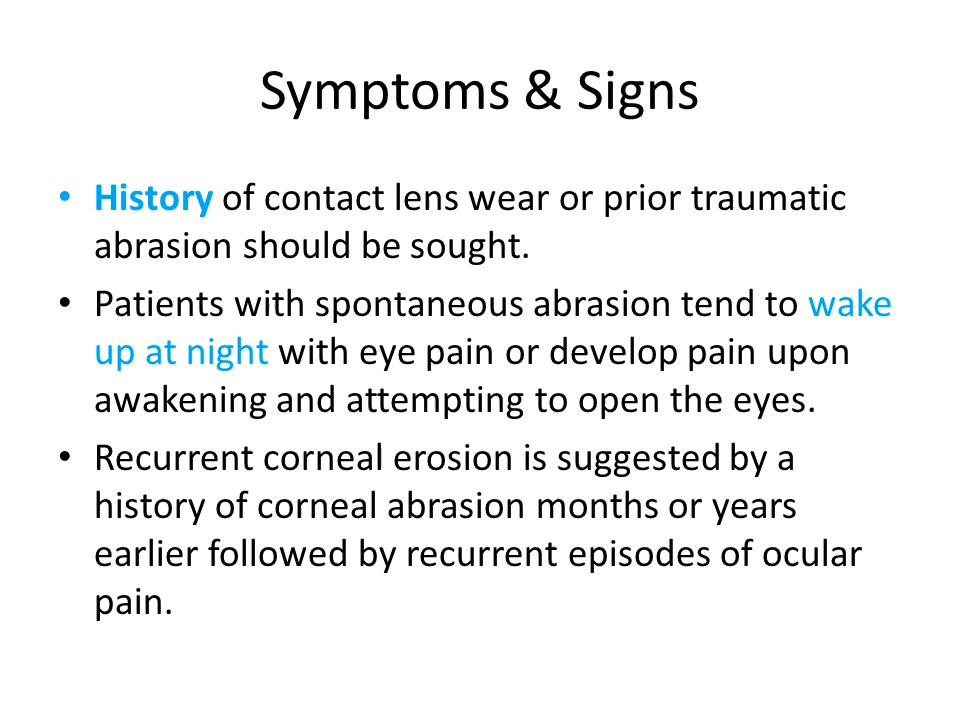 Symptoms & Signs
• History of contact lens wear or prior traumatic
abrasion should be sought.
• Patients with spontaneous abrasion tend to wake
up at night with eye pain or develop pain upon
awakening and attempting to open the eyes.
• Recurrent corneal erosion is suggested by a
history of corneal abrasion months or years
earlier followed by recurrent episodes of ocular
pain.